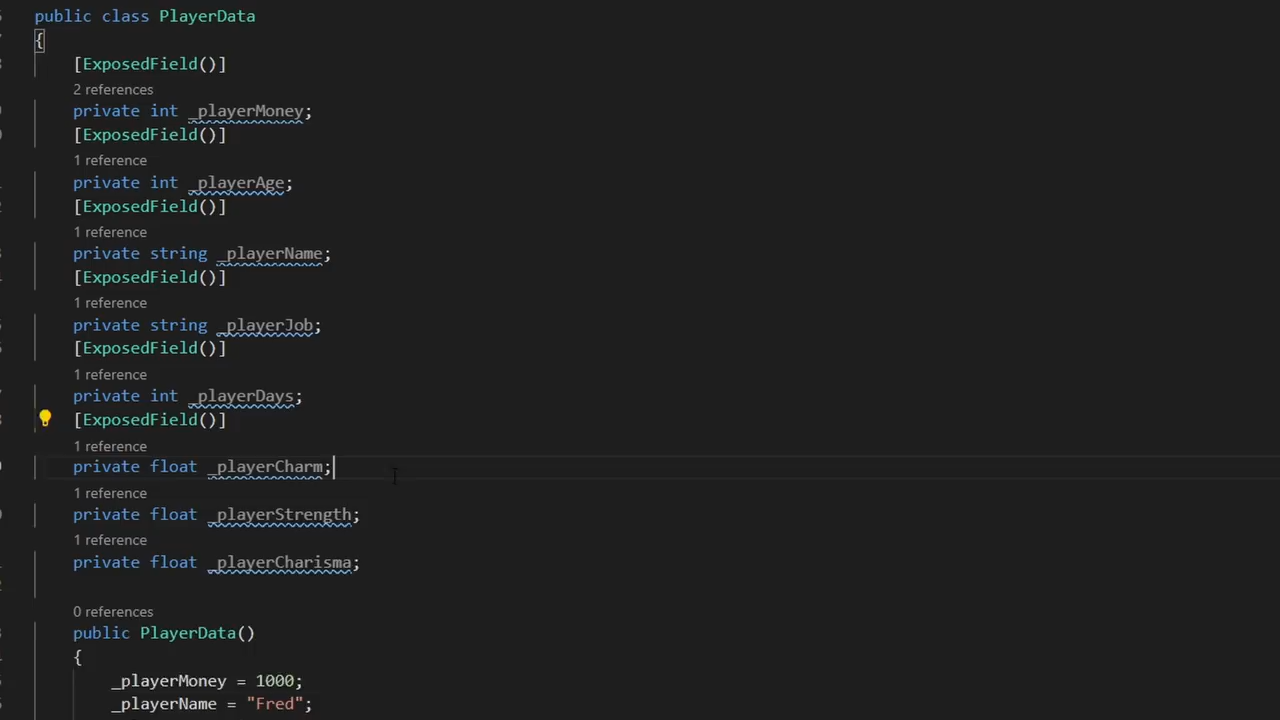 public class PlayerData
{
[ExposedField()]
2 references
private int _playerMoney;
[ExposedField()]
1 reference
private int _playerAge;
[ExposedField()]
1 reference
private string _playerName;
[ExposedField()]
1 reference
private string _playerJob;
[ExposedField()]
1 reference
private int _playerDays;
[ExposedField()]
1 reference
private float _playerCharm;
1 reference
private float _playerStrength;
1 reference
private float _playerCharisma;
0 references
public PlayerData()
{
_playerMoney = 1000;
_playerName = "Fred";